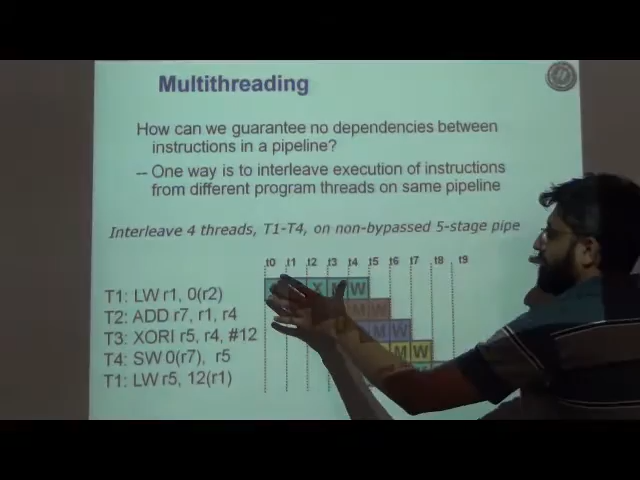 Multithreading
How can we guarantee no dependencies between
instructions in a pipeline?
-- One way is to interleave execution of instructions
from different program threads on same pipeline
Interleave 4 threads, T1-T4, on non-bypassed 5-stage pipe
t0 t1 t2 t3 t4 t5 t6 t7 t8 t9
T1: LW r1, 0(r2) X M W
T2: ADD r7, r1, r4 M W
T3: XORI r5, r4, #12 M W
T4: SW 0(r7), r5 M W
T1: LW r5, 12(r1)